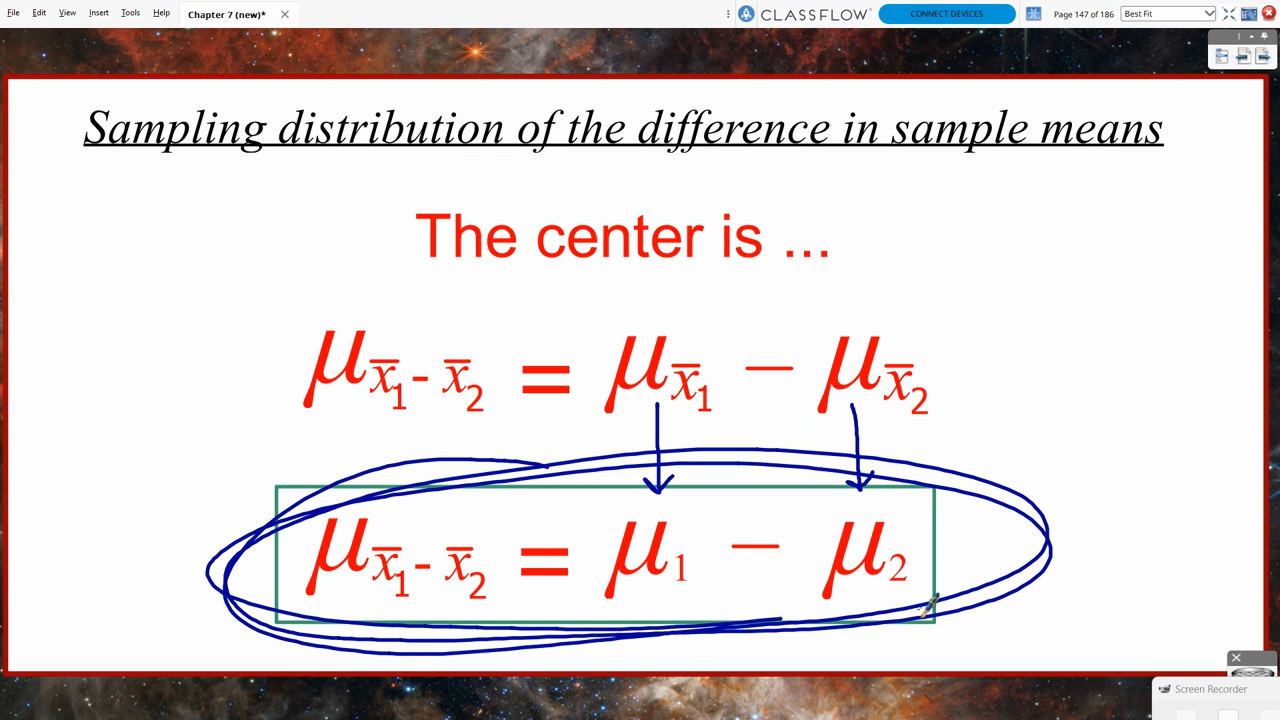 File Edit View Insert Tools Help Chapter 7 (new)* CLASSFLOW CONNECT DEVICES Page 147 of 186 Best Fit
Sampling distribution of the difference in sample means
The center is ...
μx̅₁- x̅₂ = μx̅₁ − μx̅₂
μx̅₁- x̅₂ = μ₁ − μ₂
Screen Recorder